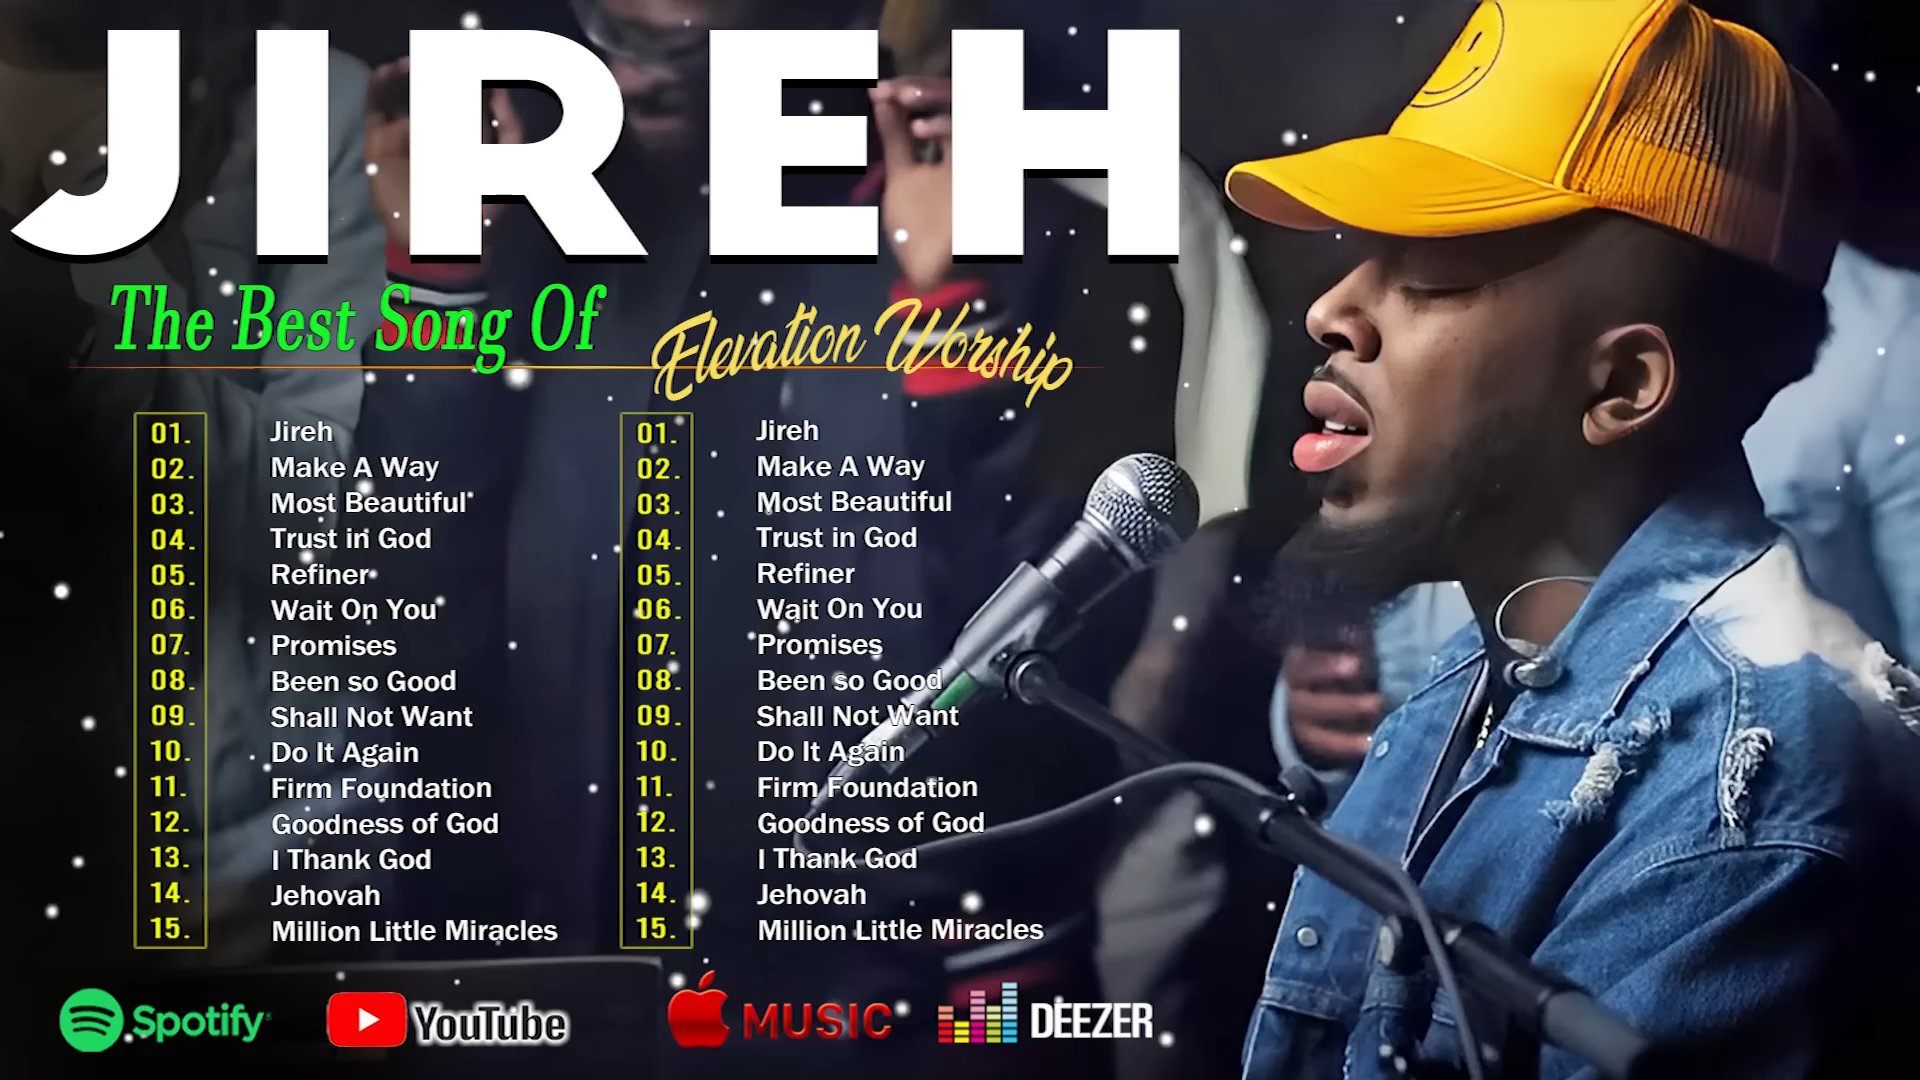 JIREH
The Best Song Of Elevation Worship
01. Jireh
02. Make A Way
03. Most Beautiful
04. Trust in God
05. Refiner
06. Wait On You
07. Promises
08. Been so Good
09. Shall Not Want
10. Do It Again
11. Firm Foundation
12. Goodness of God
13. I Thank God
14. Jehovah
15. Million Little Miracles
01. Jireh
02. Make A Way
03. Most Beautiful
04. Trust in God
05. Refiner
06. Wait On You
07. Promises
08. Been so Good
09. Shall Not Want
10. Do It Again
11. Firm Foundation
12. Goodness of God
13. I Thank God
14. Jehovah
15. Million Little Miracles
Spotify YouTube MUSIC DEEZER